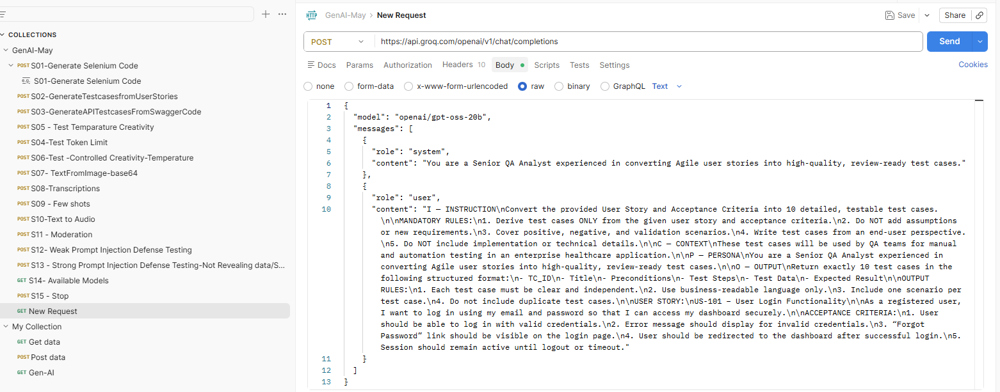 COLLECTIONS
GenAI-May
POST S01-Generate Selenium Code
e.g. S01-Generate Selenium Code
POST S02-GenerateTestcasesfromUserStories
POST S03-GenerateAPITestcasesFromSwaggerCode
POST S05 - Test Temparature Creativity
POST S04-Test Token Limit
POST S06-Test -Controlled Creativity-Temperature
POST S07- TextFromImage-base64
POST S08-Transcriptions
POST S09 - Few shots
POST S10-Text to Audio
POST S11 - Moderation
POST S12- Weak Prompt Injection Defense Testing
POST S13 - Strong Prompt Injection Defense Testing-Not Revealing data/S...
GET S14- Available Models
POST S15 - Stop
GET New Request
My Collection
GET Get data
POST Post data
GET Gen-AI
HTTP GenAI-May > New Request
Save
Share
POST https://api.groq.com/openai/v1/chat/completions
Send
Docs Params Authorization Headers 10 Body Scripts Tests Settings
Cookies
none form-data x-www-form-urlencoded raw binary GraphQL Text
1 {
2 "model": "openai/gpt-oss-20b",
3 "messages": [
4 {
5 "role": "system",
6 "content": "You are a Senior QA Analyst experienced in converting Agile user stories into high-quality, review-ready test cases."
7 },
8 {
9 "role": "user",
10 "content": "I — INSTRUCTION\nConvert the provided User Story and Acceptance Criteria into 10 detailed, testable test cases.
\n\nMANDATORY RULES:\n1. Derive test cases ONLY from the given user story and acceptance criteria.\n2. Do NOT add assumptions
or new requirements.\n3. Cover positive, negative, and validation scenarios.\n4. Write test cases from an end-user perspective.
\n5. Do NOT include implementation or technical details.\n\nC — CONTEXT\nThese test cases will be used by QA teams for manual
and automation testing in an enterprise healthcare application.\n\nP — PERSONA\nYou are a Senior QA Analyst experienced in
converting Agile user stories into high-quality, review-ready test cases.\n\nO — OUTPUT\nReturn exactly 10 test cases in the
following structured format:\n- TC_ID\n- Title\n- Preconditions\n- Test Steps\n- Test Data\n- Expected Result\n\nOUTPUT
RULES:\n1. Each test case must be clear and independent.\n2. Use business-readable language only.\n3. Include one scenario per
test case.\n4. Do not include duplicate test cases.\n\nUSER STORY:\nUS-101 – User Login Functionality\n\nAs a registered user,
I want to log in using my email and password so that I can access my dashboard securely.\n\nACCEPTANCE CRITERIA:\n1. User
should be able to log in with valid credentials.\n2. Error message should display for invalid credentials.\n3. “Forgot
Password” link should be visible on the login page.\n4. User should be redirected to the dashboard after successful login.\n5.
Session should remain active until logout or timeout."
11 }
12 ]
13 }